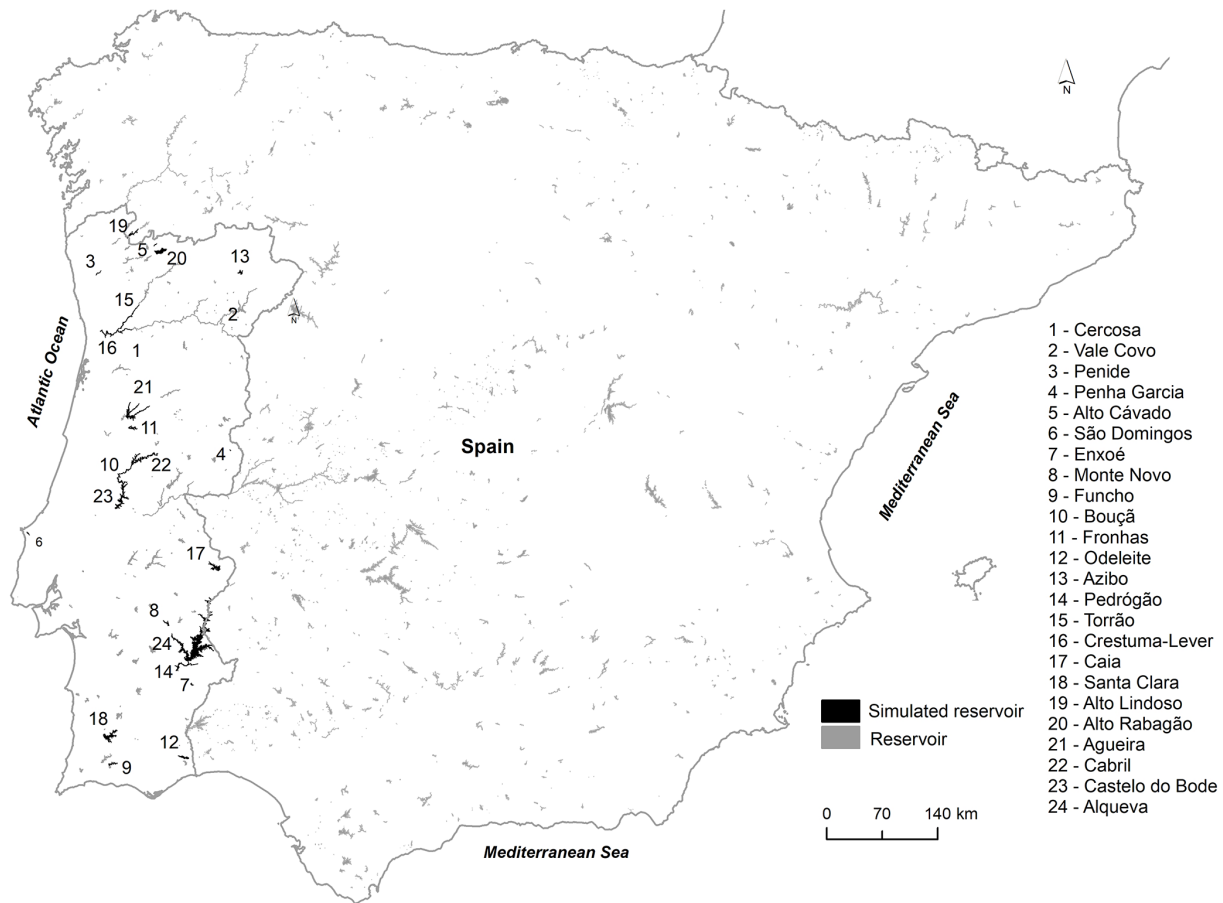 N
19
3
5
20
13
15
2
N
16
1
21
11
4
10
22
23
6
17
8
24
14
7
18
12
9
Atlantic Ocean
Spain
Mediterranean Sea
Mediterranean Sea
1 - Cercosa
2 - Vale Covo
3 - Penide
4 - Penha Garcia
5 - Alto Cávado
6 - São Domingos
7 - Enxoé
8 - Monte Novo
9 - Funcho
10 - Bouçã
11 - Fronhas
12 - Odeleite
13 - Azibo
14 - Pedrógão
15 - Torrão
16 - Crestuma-Lever
17 - Caia
18 - Santa Clara
19 - Alto Lindoso
20 - Alto Rabagão
21 - Agueira
22 - Cabril
23 - Castelo do Bode
24 - Alqueva
Simulated reservoir
Reservoir
0 70 140 km